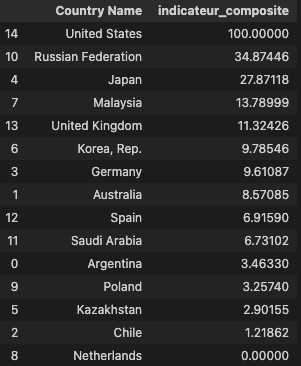 Country Name indicateur_composite
14 United States 100.00000
10 Russian Federation 34.87446
4 Japan 27.87118
7 Malaysia 13.78999
13 United Kingdom 11.32426
6 Korea, Rep. 9.78546
3 Germany 9.61087
1 Australia 8.57085
12 Spain 6.91590
11 Saudi Arabia 6.73102
0 Argentina 3.46330
9 Poland 3.25740
5 Kazakhstan 2.90155
2 Chile 1.21862
8 Netherlands 0.00000